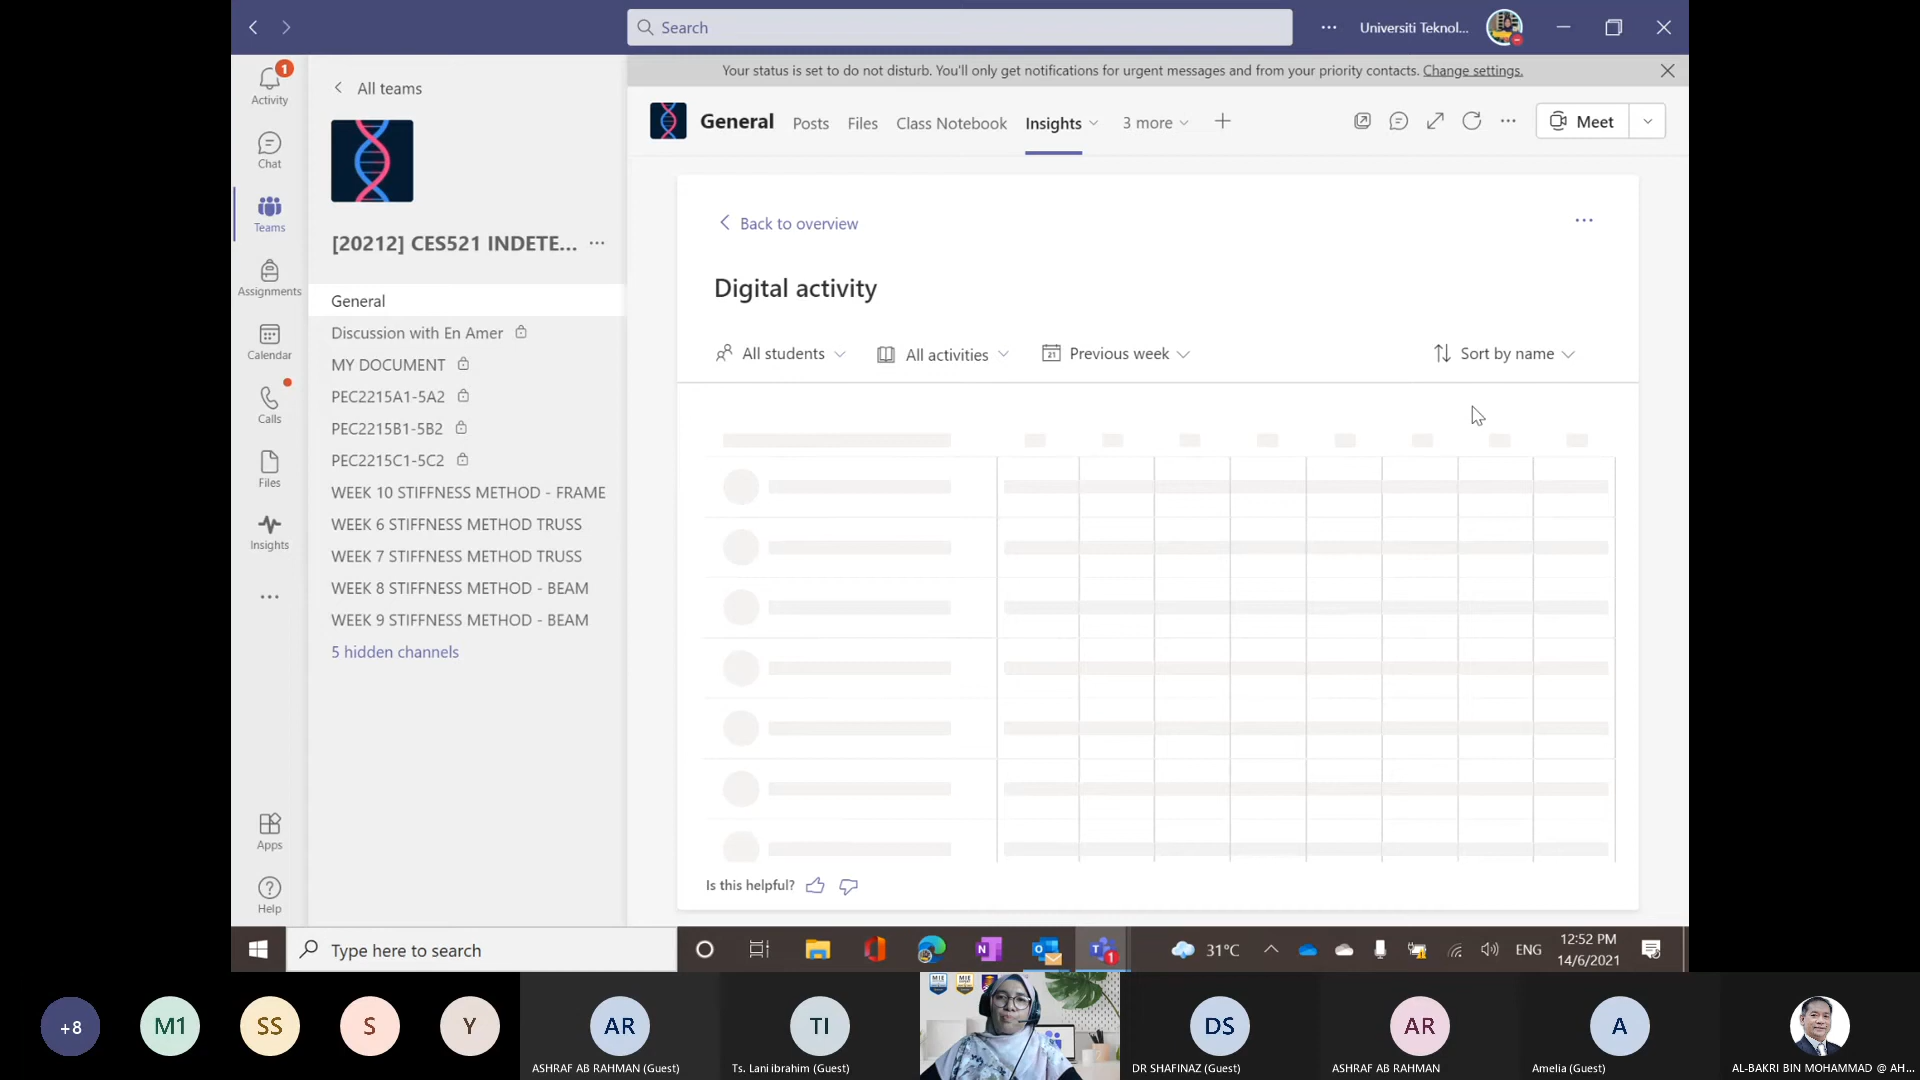 Search
Universiti Teknol...
Your status is set to do not disturb. You'll only get notifications for urgent messages and from your priority contacts. Change settings.
1
Activity
Chat
Teams
Assignments
Calendar
Calls
Files
Insights
Apps
Help
All teams
[20212] CES521 INDETE...
General
Discussion with En Amer
MY DOCUMENT
PEC2215A1-5A2
PEC2215B1-5B2
PEC2215C1-5C2
WEEK 10 STIFFNESS METHOD - FRAME
WEEK 6 STIFFNESS METHOD TRUSS
WEEK 7 STIFFNESS METHOD TRUSS
WEEK 8 STIFFNESS METHOD - BEAM
WEEK 9 STIFFNESS METHOD - BEAM
5 hidden channels
General Posts Files Class Notebook Insights 3 more
Meet
Back to overview
Digital activity
All students All activities 21 Previous week Sort by name
Is this helpful?
Type here to search
1
31°C ENG 12:52 PM
14/6/2021
+8 M1 SS S Y AR TI DS AR A
ASHRAF AB RAHMAN (Guest) Ts. Lani ibrahim (Guest) DR SHAFINAZ (Guest) ASHRAF AB RAHMAN Amelia (Guest) AL-BAKRI BIN MOHAMMAD @ AH...